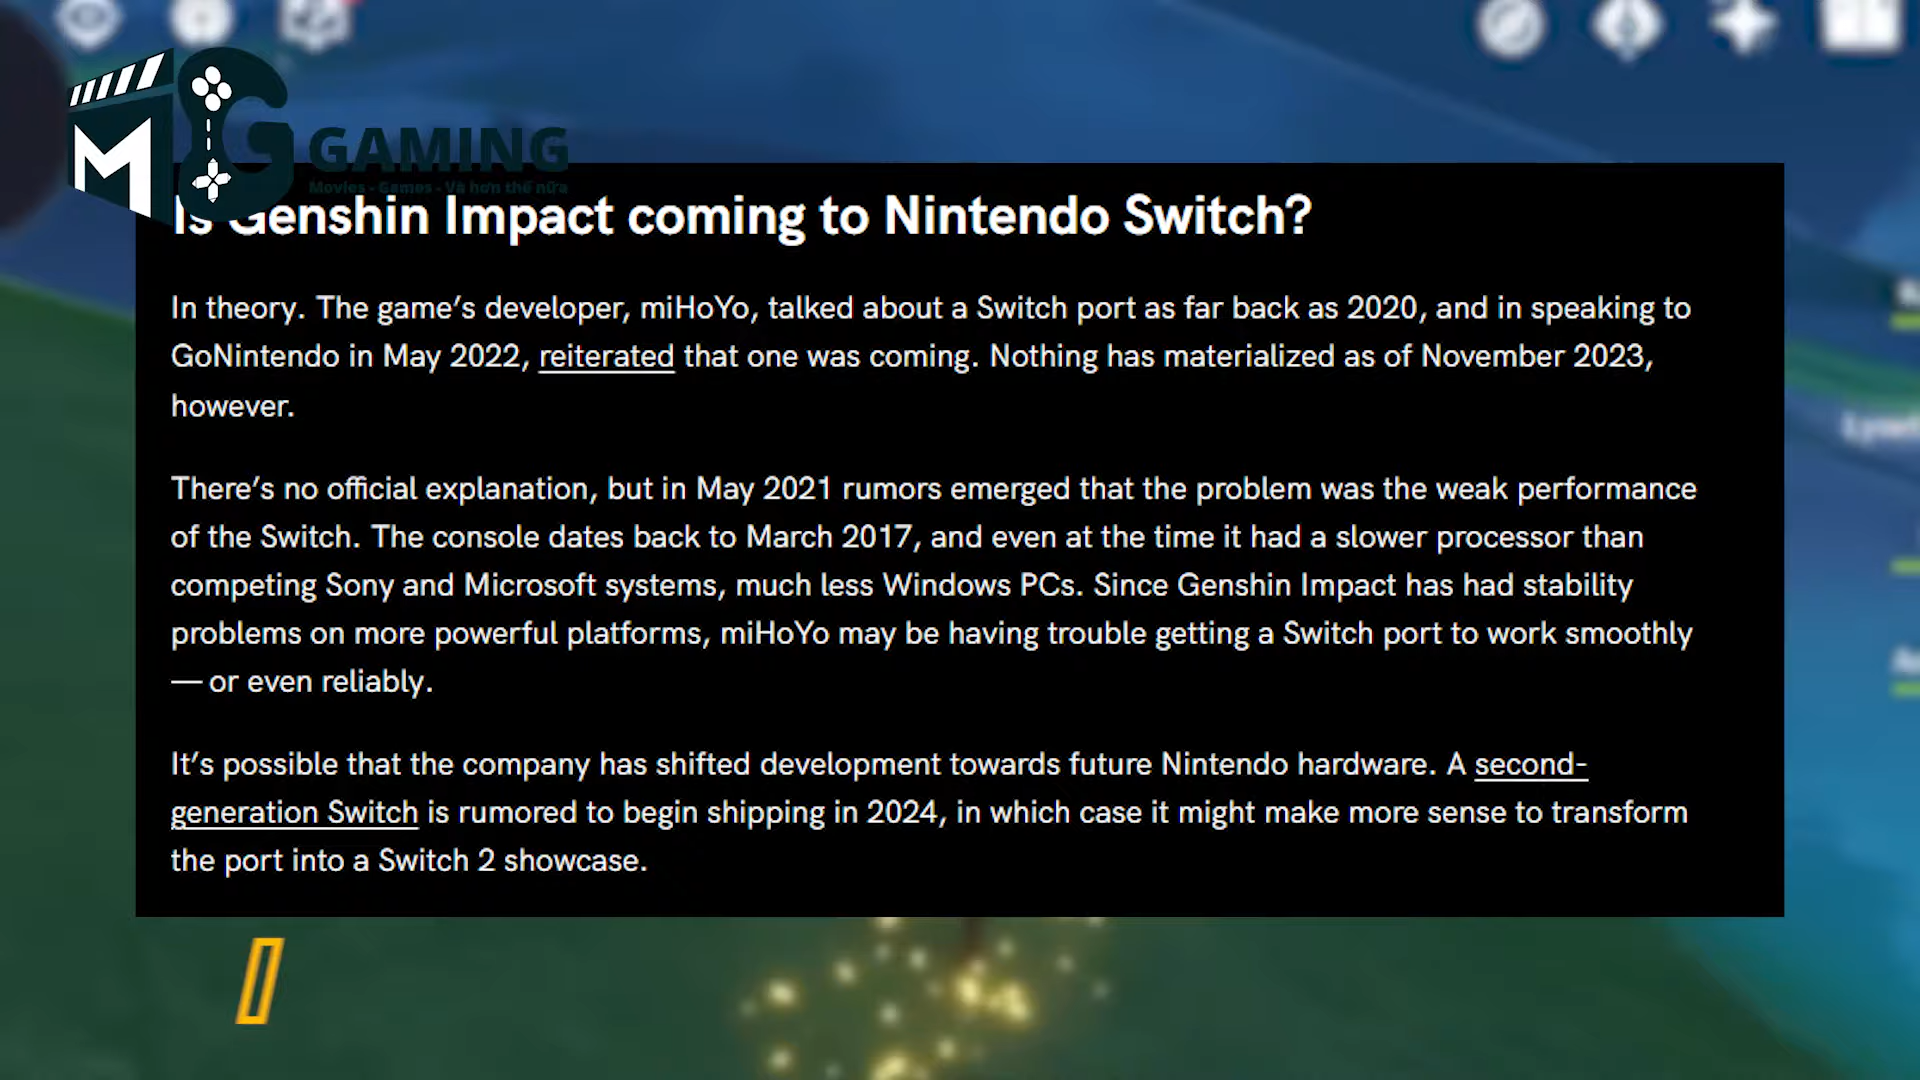 M G GAMING
Movies - Games - Và hơn thế nữa
Is Genshin Impact coming to Nintendo Switch?
In theory. The game’s developer, miHoYo, talked about a Switch port as far back as 2020, and in speaking to
GoNintendo in May 2022, reiterated that one was coming. Nothing has materialized as of November 2023,
however.
There’s no official explanation, but in May 2021 rumors emerged that the problem was the weak performance
of the Switch. The console dates back to March 2017, and even at the time it had a slower processor than
competing Sony and Microsoft systems, much less Windows PCs. Since Genshin Impact has had stability
problems on more powerful platforms, miHoYo may be having trouble getting a Switch port to work smoothly
— or even reliably.
It’s possible that the company has shifted development towards future Nintendo hardware. A second-
generation Switch is rumored to begin shipping in 2024, in which case it might make more sense to transform
the port into a Switch 2 showcase.